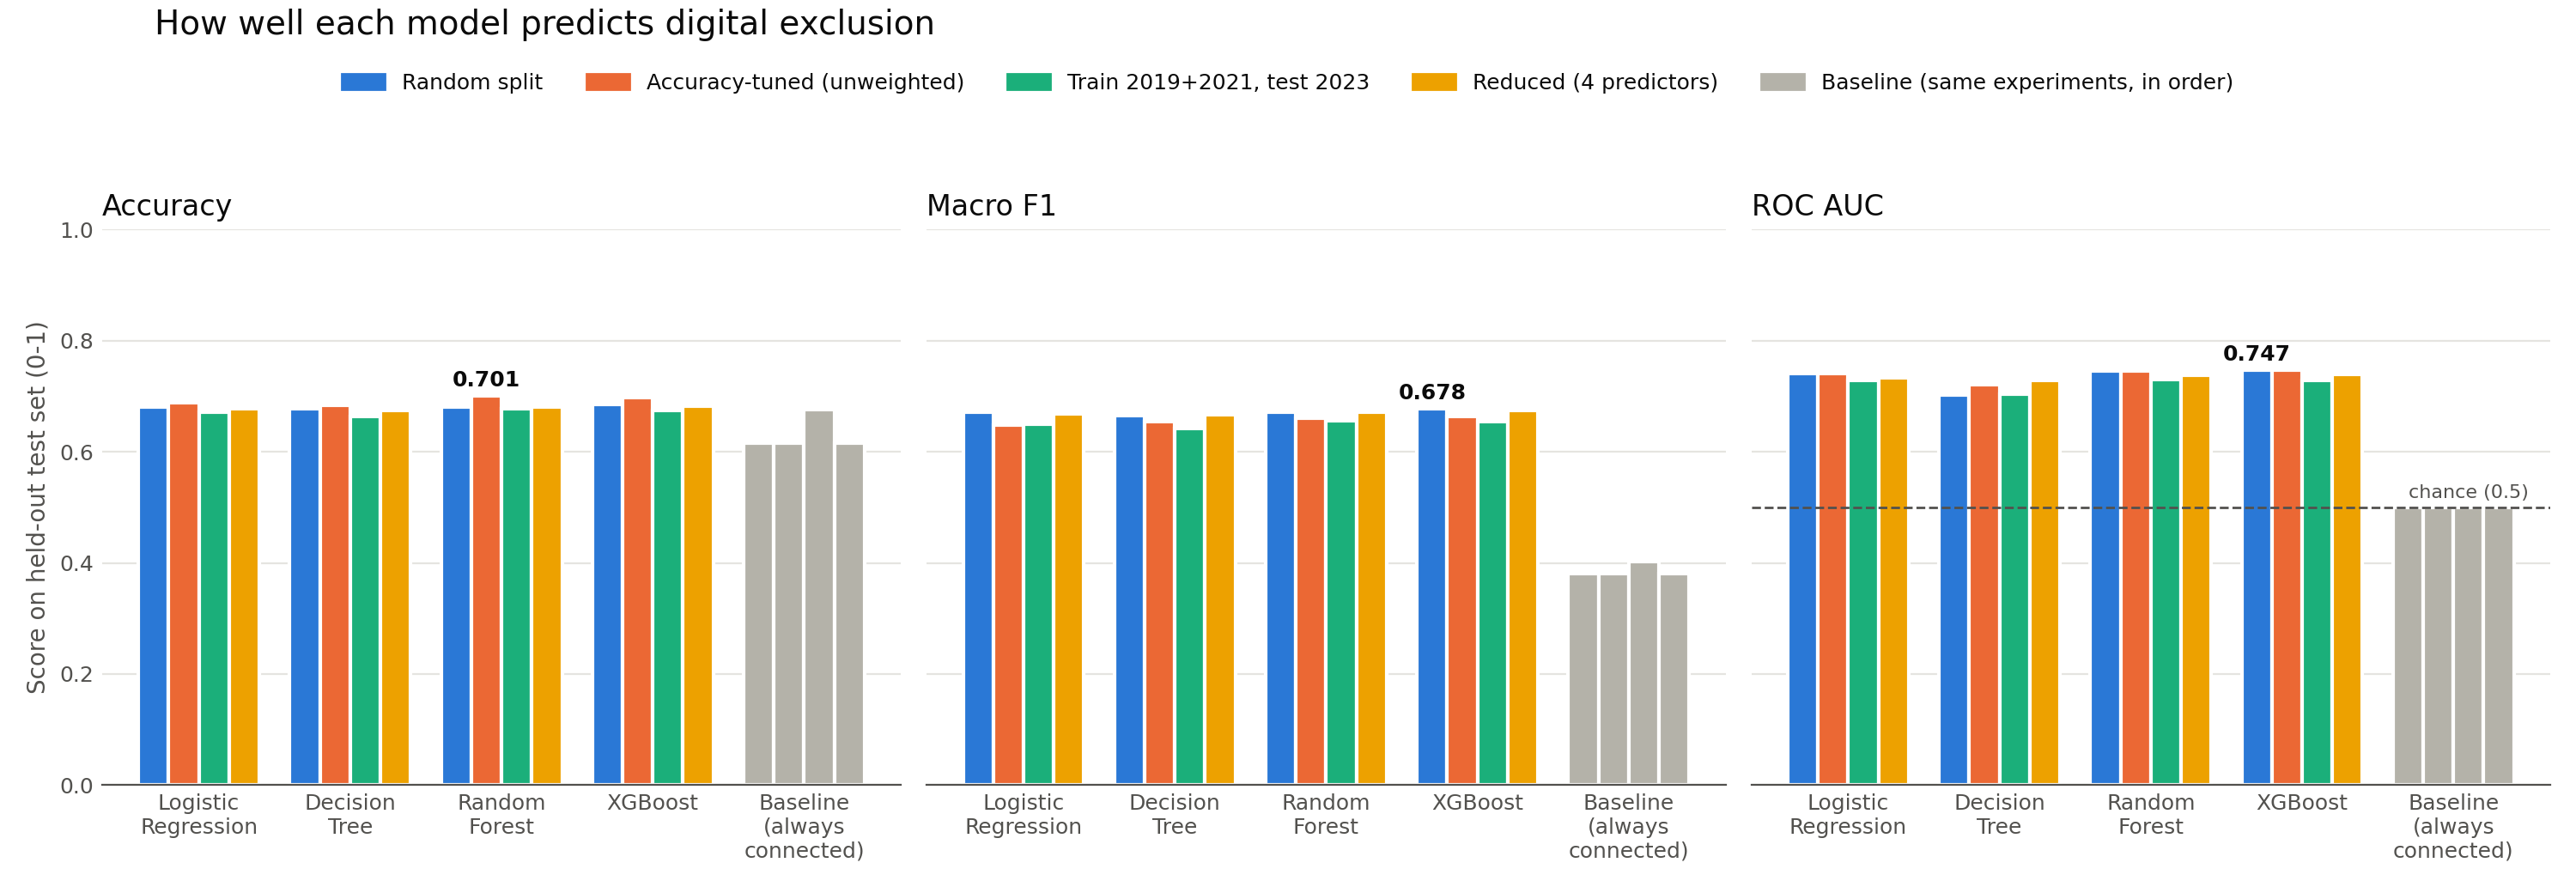 How well each model predicts digital exclusion
Random split
Accuracy-tuned (unweighted)
Train 2019+2021, test 2023
Reduced (4 predictors)
Baseline (same experiments, in order)
Accuracy
Macro F1
ROC AUC
Score on held-out test set (0-1)
1.0
0.8
0.6
0.4
0.2
0.0
0.701
0.678
0.747
chance (0.5)
Logistic
Regression
Decision
Tree
Random
Forest
XGBoost
Baseline
(always
connected)
Logistic
Regression
Decision
Tree
Random
Forest
XGBoost
Baseline
(always
connected)
Logistic
Regression
Decision
Tree
Random
Forest
XGBoost
Baseline
(always
connected)